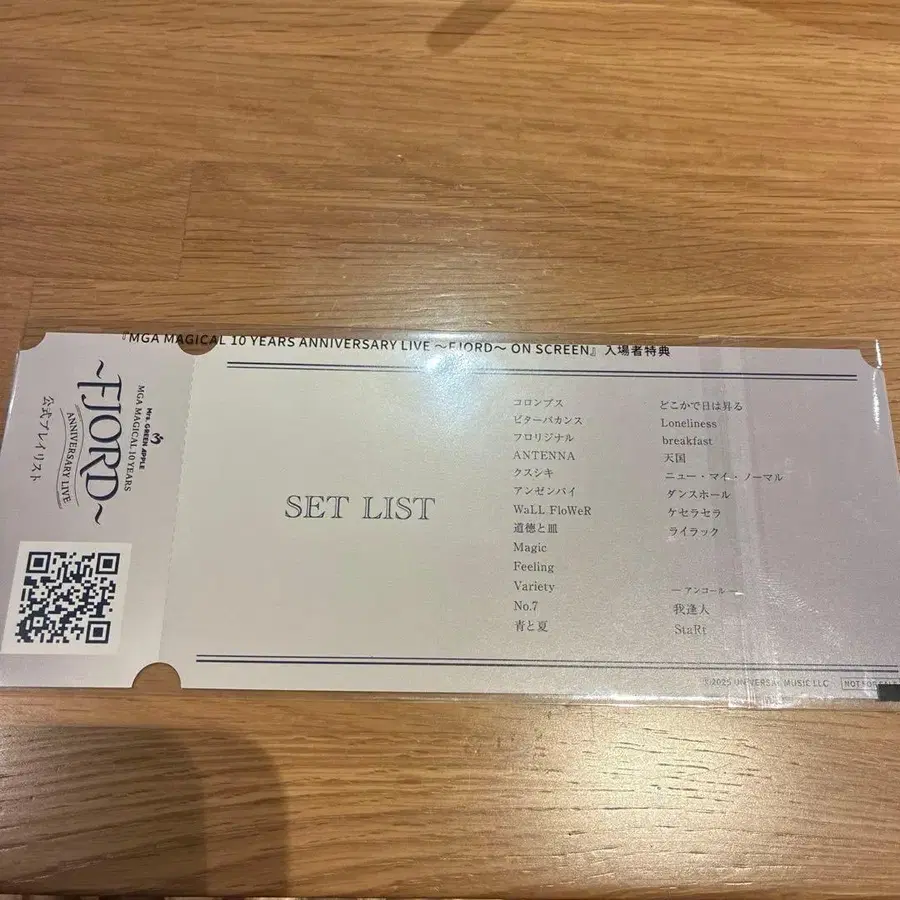 『MGA MAGICAL 10 YEARS ANNIVERSARY LIVE ～FJORD～ ON SCREEN』入場者特典
Mrs. GREEN APPLE
MGA MAGICAL 10 YEARS
～FJORD～
ANNIVERSARY LIVE
公式プレイリスト
SET LIST
コロンブス
ビターバカンス
フロリジナル
ANTENNA
クスシキ
アンゼンパイ
WaLL FloWeR
道徳と皿
Magic
Feeling
Variety
No.7
青と夏
どこかで日は昇る
Loneliness
breakfast
天国
ニュー・マイ・ノーマル
ダンスホール
ケセラセラ
ライラック
― アンコール ―
我逢人
StaRt
©2025 UNIVERSAL MUSIC LLC
NOT FOR